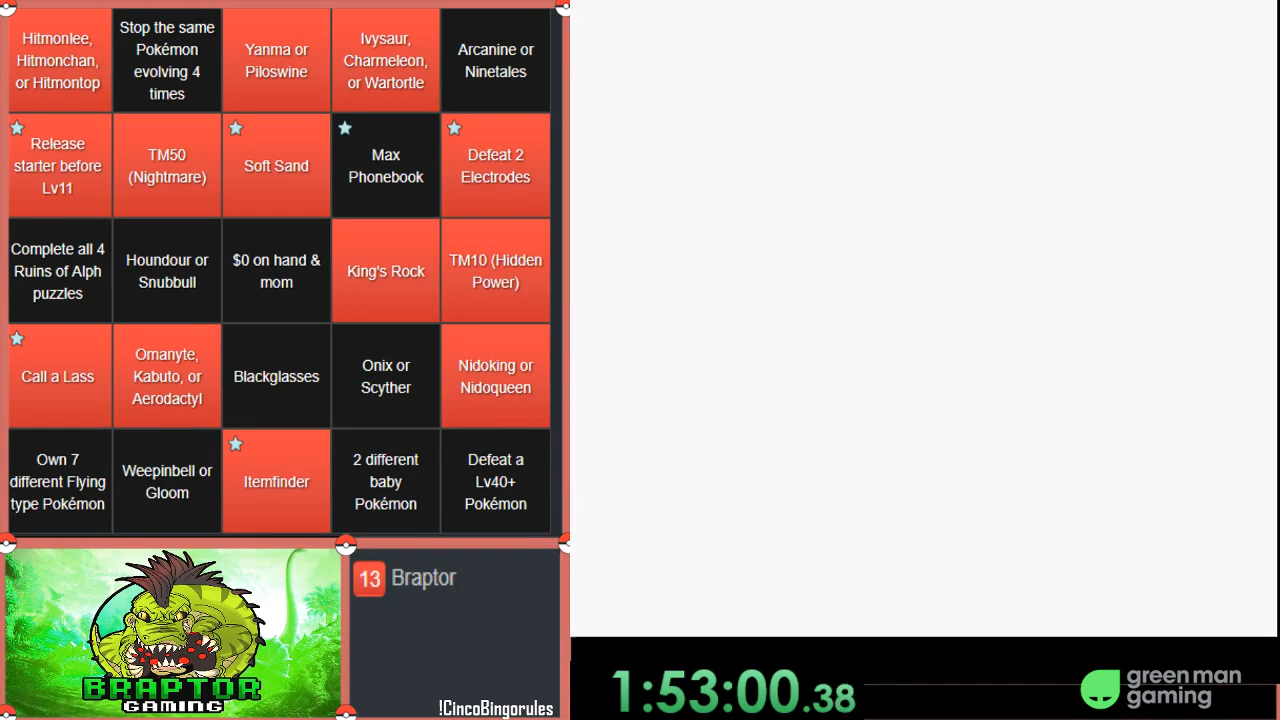 Hitmonlee,
Hitmonchan,
or Hitmontop
Stop the same
Pokémon
evolving 4
times
Yanma or
Piloswine
Ivysaur,
Charmeleon,
or Wartortle
Arcanine or
Ninetales
Release
starter before
Lv11
TM50
(Nightmare)
Soft Sand
Max
Phonebook
Defeat 2
Electrodes
Complete all 4
Ruins of Alph
puzzles
Houndour or
Snubbull
$0 on hand &
mom
King's Rock
TM10 (Hidden
Power)
Call a Lass
Omanyte,
Kabuto, or
Aerodactyl
Blackglasses
Onix or
Scyther
Nidoking or
Nidoqueen
Own 7
different Flying
type Pokémon
Weepinbell or
Gloom
Itemfinder
2 different
baby
Pokémon
Defeat a
Lv40+
Pokémon
BRAPTOR
GAMING
13 Braptor
!CincoBingorules
1:53:00.38
green man
gaming